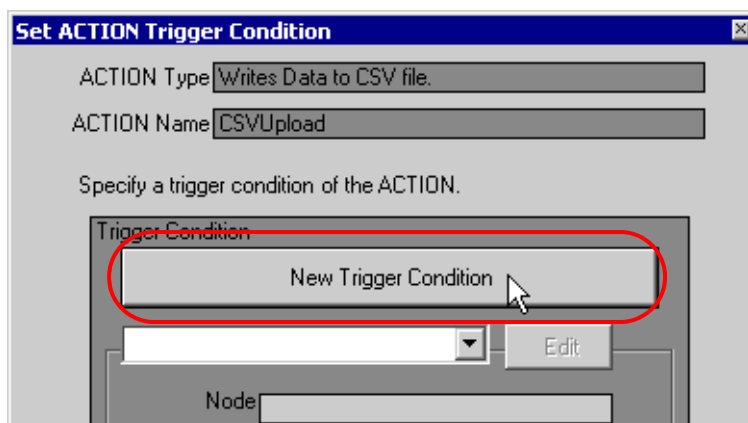 Set ACTION Trigger Condition
ACTION Type Writes Data to CSV file.
ACTION Name CSVUpload
Specify a trigger condition of the ACTION.
Trigger Condition
New Trigger Condition
Edit
Node